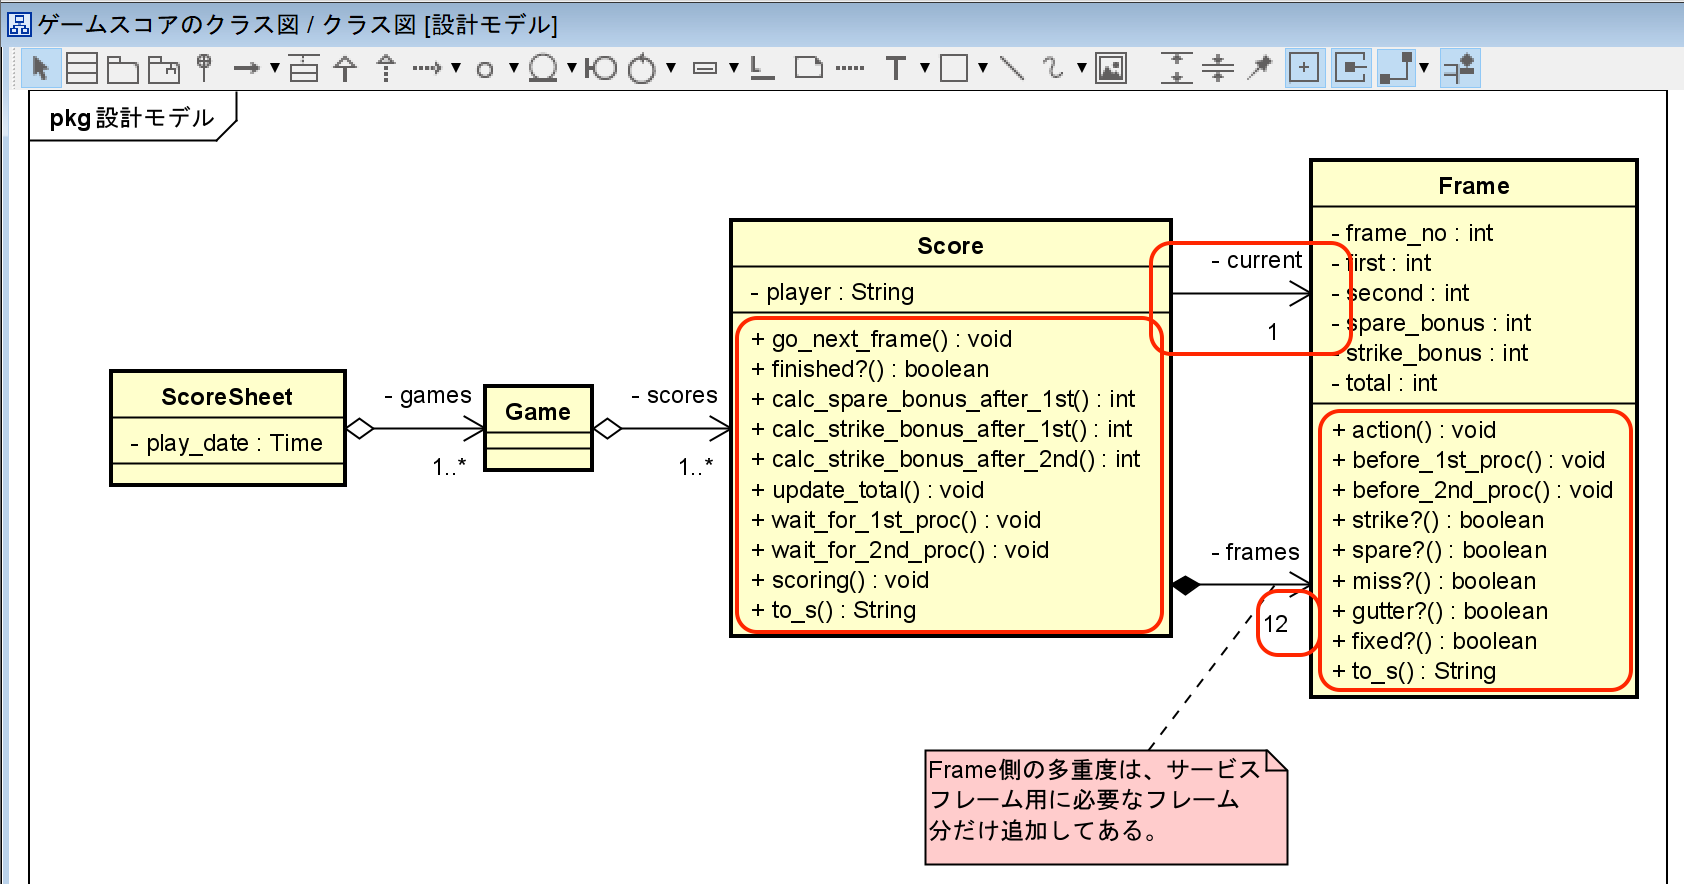 ゲームスコアのクラス図 / クラス図 [設計モデル]
pkg 設計モデル
ScoreSheet
- play_date : Time
- games
1..*
Game
- scores
1..*
Score
- player : String
+ go_next_frame() : void
+ finished?() : boolean
+ calc_spare_bonus_after_1st() : int
+ calc_strike_bonus_after_1st() : int
+ calc_strike_bonus_after_2nd() : int
+ update_total() : void
+ wait_for_1st_proc() : void
+ wait_for_2nd_proc() : void
+ scoring() : void
+ to_s() : String
- current
1
- frames
12
Frame
- frame_no : int
- first : int
- second : int
- spare_bonus : int
- strike_bonus : int
- total : int
+ action() : void
+ before_1st_proc() : void
+ before_2nd_proc() : void
+ strike?() : boolean
+ spare?() : boolean
+ miss?() : boolean
+ gutter?() : boolean
+ fixed?() : boolean
+ to_s() : String
Frame側の多重度は、サービス
フレーム用に必要なフレーム
分だけ追加してある。